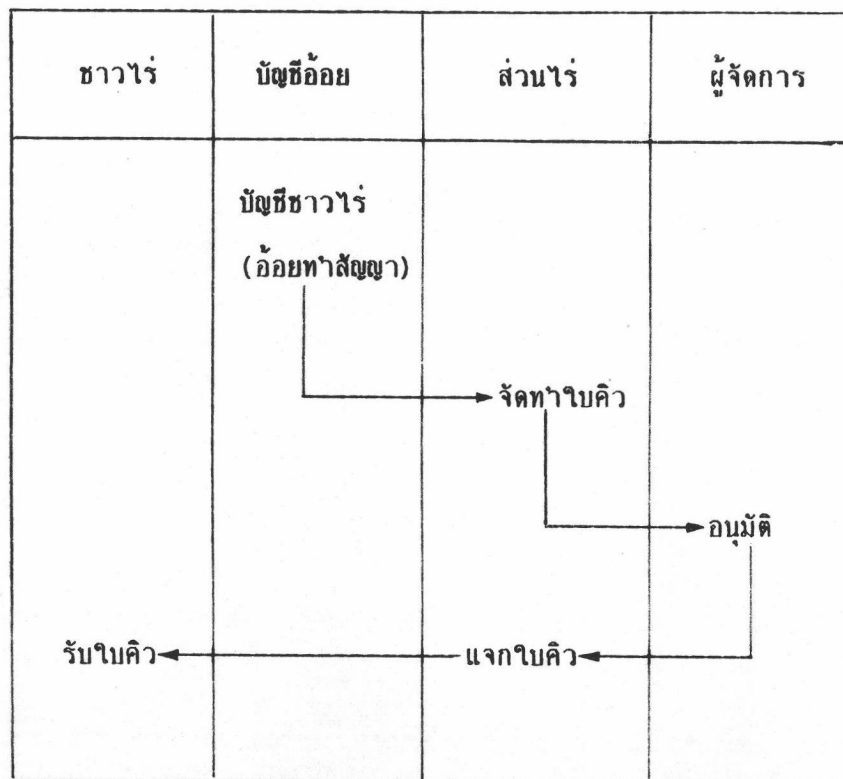 ชาวไร่ บัญชีอ้อย ส่วนไร่ ผู้จัดการ
บัญชีชาวไร่
(อ้อยทำสัญญา)
จัดทำใบคิว
อนุมัติ
รับใบคิว แจกใบคิว